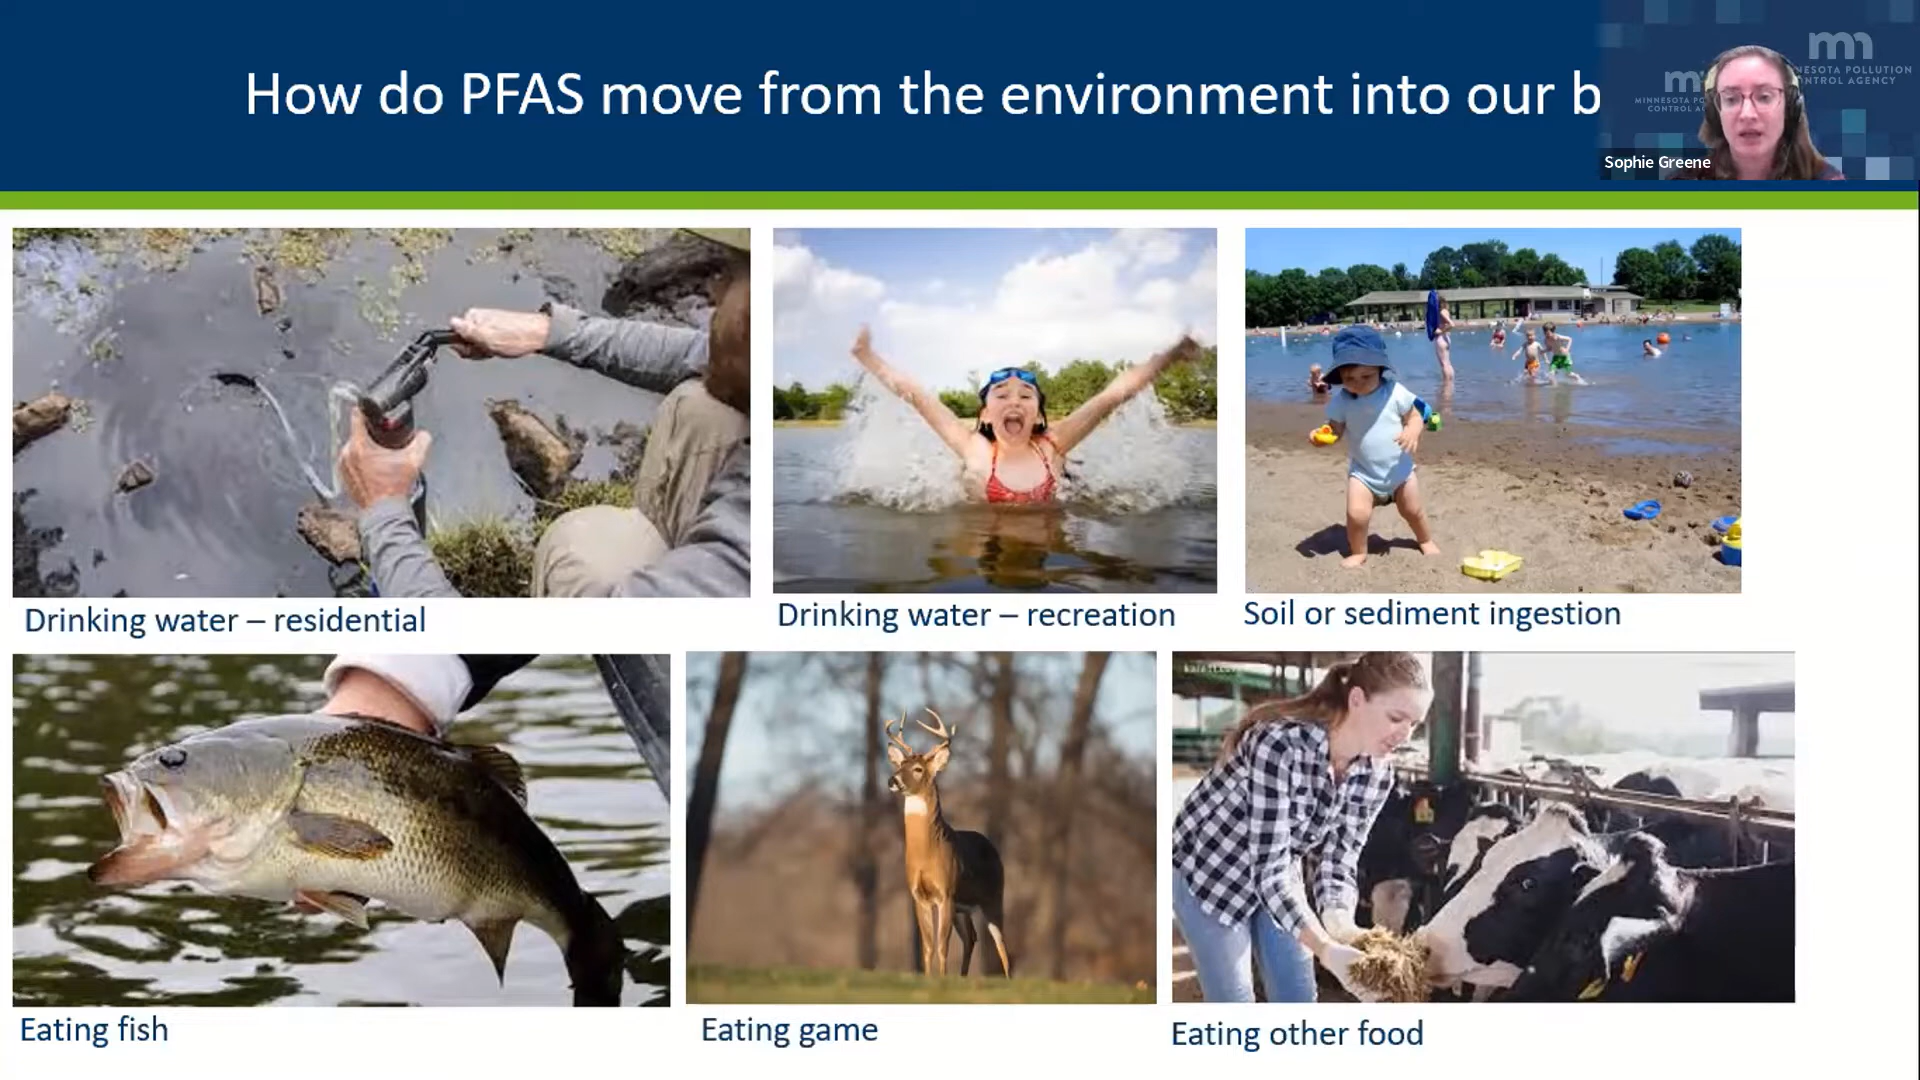 How do PFAS move from the environment into our b
MINNESOTA POLLUTION
CONTROL AGENCY
Sophie Greene
Drinking water – residential
Drinking water – recreation
Soil or sediment ingestion
Eating fish
Eating game
Eating other food